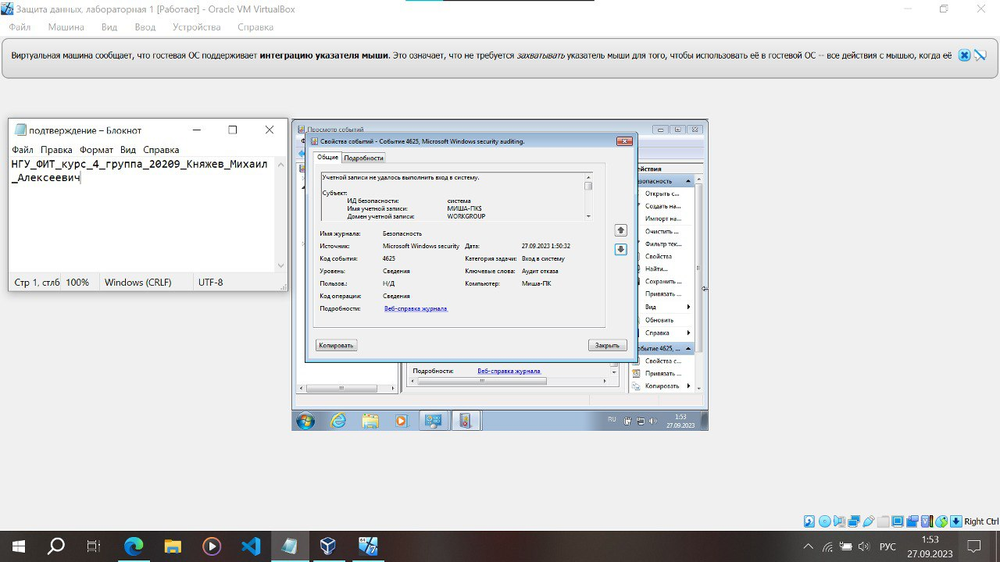 Защита данных, лабораторная 1 [Работает] - Oracle VM VirtualBox
Файл Машина Вид Ввод Устройства Справка
Виртуальная машина сообщает, что гостевая ОС поддерживает интеграцию указателя мыши. Это означает, что не требуется захватывать указатель мыши для того, чтобы использовать её в гостевой ОС -- все действия с мышью, когда её
подтверждение – Блокнот
Файл Правка Формат Вид Справка
НГУ_ФИТ_курс_4_группа_20209_Княжев_Михаил
_Алексеевич
Стр 1, стлб 100% Windows (CRLF) UTF-8
Просмотр событий
Свойства событий - Событие 4625, Microsoft Windows security auditing.
Общие Подробности
Учетной записи не удалось выполнить вход в систему.
Субъект:
ИД безопасности: система
Имя учетной записи: МИША-ПК$
Домен учетной записи: WORKGROUP
Имя журнала: Безопасность
Источник: Microsoft Windows security Дата: 27.09.2023 1:50:32
Код события: 4625 Категория задачи: Вход в систему
Уровень: Сведения Ключевые слова: Аудит отказа
Пользов.: Н/Д Компьютер: Миша-ПК
Код операции: Сведения
Подробности: Веб-справка журнала
Копировать Закрыть
Подробности: Веб-справка журнала
ействия
езопасность
Открыть с...
Создать на...
Импорт на...
Очистить ...
Фильтр тек...
Свойства
Найти...
Сохранить ...
Привязать ...
Вид
Обновить
Справка
обытие 4625, ...
Свойства с...
Привязать ...
Копировать
RU 1:53
27.09.2023
Right Ctrl
64
РУС 1:53
27.09.2023